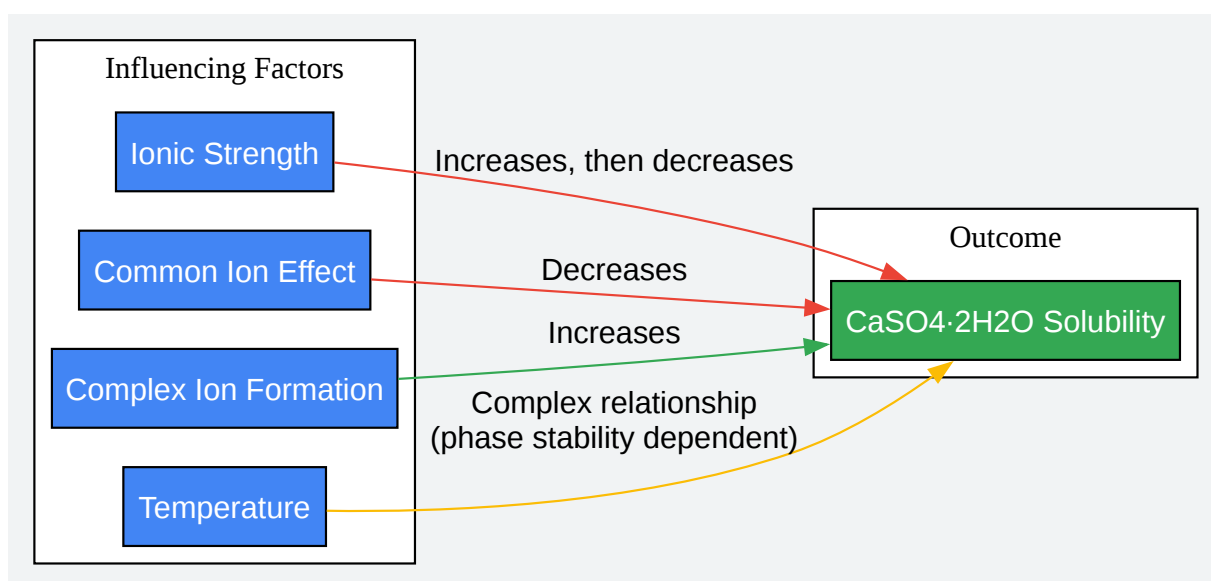 Influencing Factors
Ionic Strength
Increases, then decreases
Common Ion Effect
Decreases
Complex Ion Formation
Increases
Temperature
Complex relationship
(phase stability dependent)
Outcome
CaSO4·2H2O Solubility